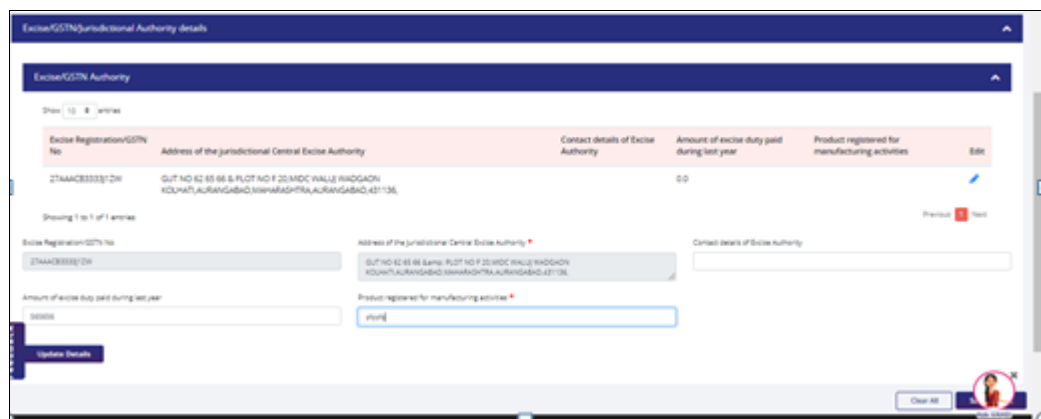 Excise/GSTN/Jurisdictional Authority details
Excise/GSTN Authority
Show 10 entries
Excise Registration/GSTN No
Address of the jurisdictional Central Excise Authority
Contact details of Excise Authority
Amount of excise duty paid during last year
Product registered for manufacturing activities
Edit
GUT NO 62 65 66 & PLOT NO F 20,MIDC WALUJ WADGAON
KOLHATI,AURANGABAD,MAHARASHTRA,AURANGABAD,431136,
0.0
Showing 1 to 1 of 1 entries
Previous 1 Next
Excise Registration/GSTN No
Address of the jurisdictional Central Excise Authority *
Contact details of Excise Authority
GUT NO 62 65 66 &amp; PLOT NO F 20,MIDC WALUJ WADGAON
KOLHATI,AURANGABAD,MAHARASHTRA,AURANGABAD,431136,
Amount of excise duty paid during last year
Product registered for manufacturing activities *
Update Details
Clear All